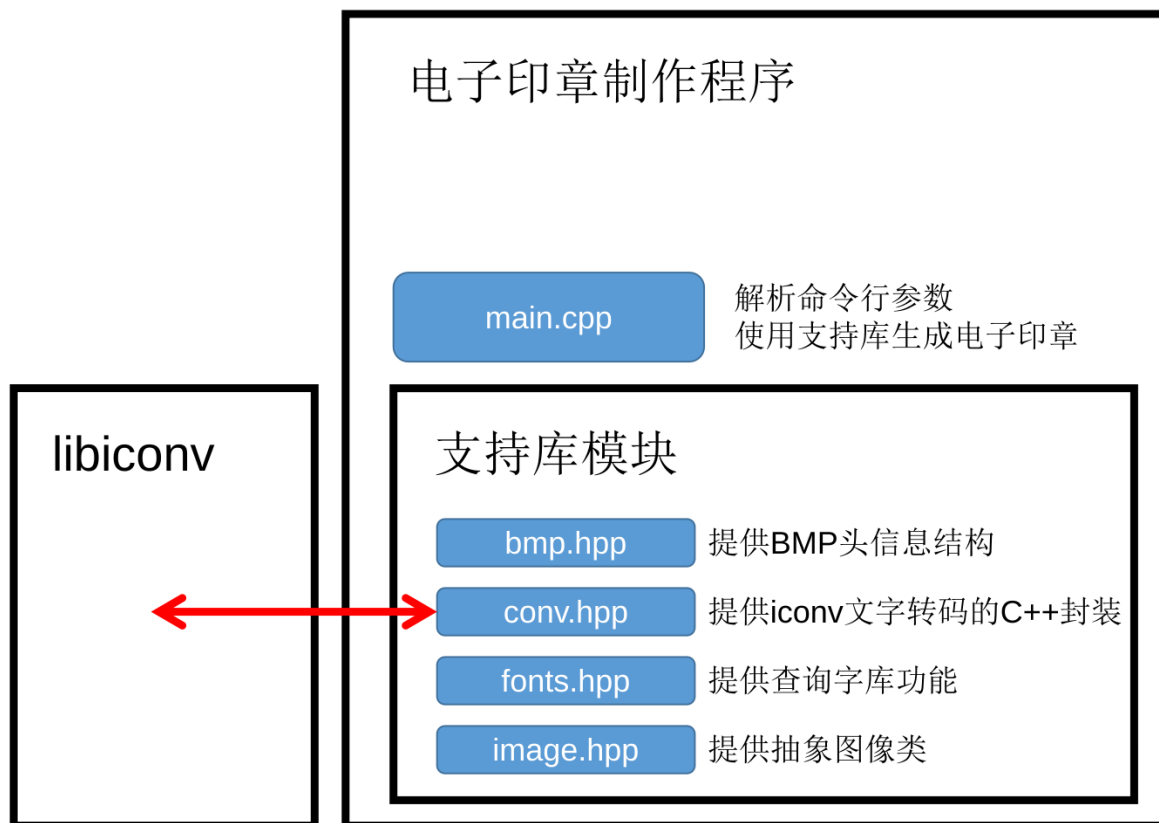 电子印章制作程序
main.cpp
解析命令行参数
使用支持库生成电子印章
libiconv
支持库模块
bmp.hpp 提供BMP头信息结构
conv.hpp 提供iconv文字转码的C++封装
fonts.hpp 提供查询字库功能
image.hpp 提供抽象图像类